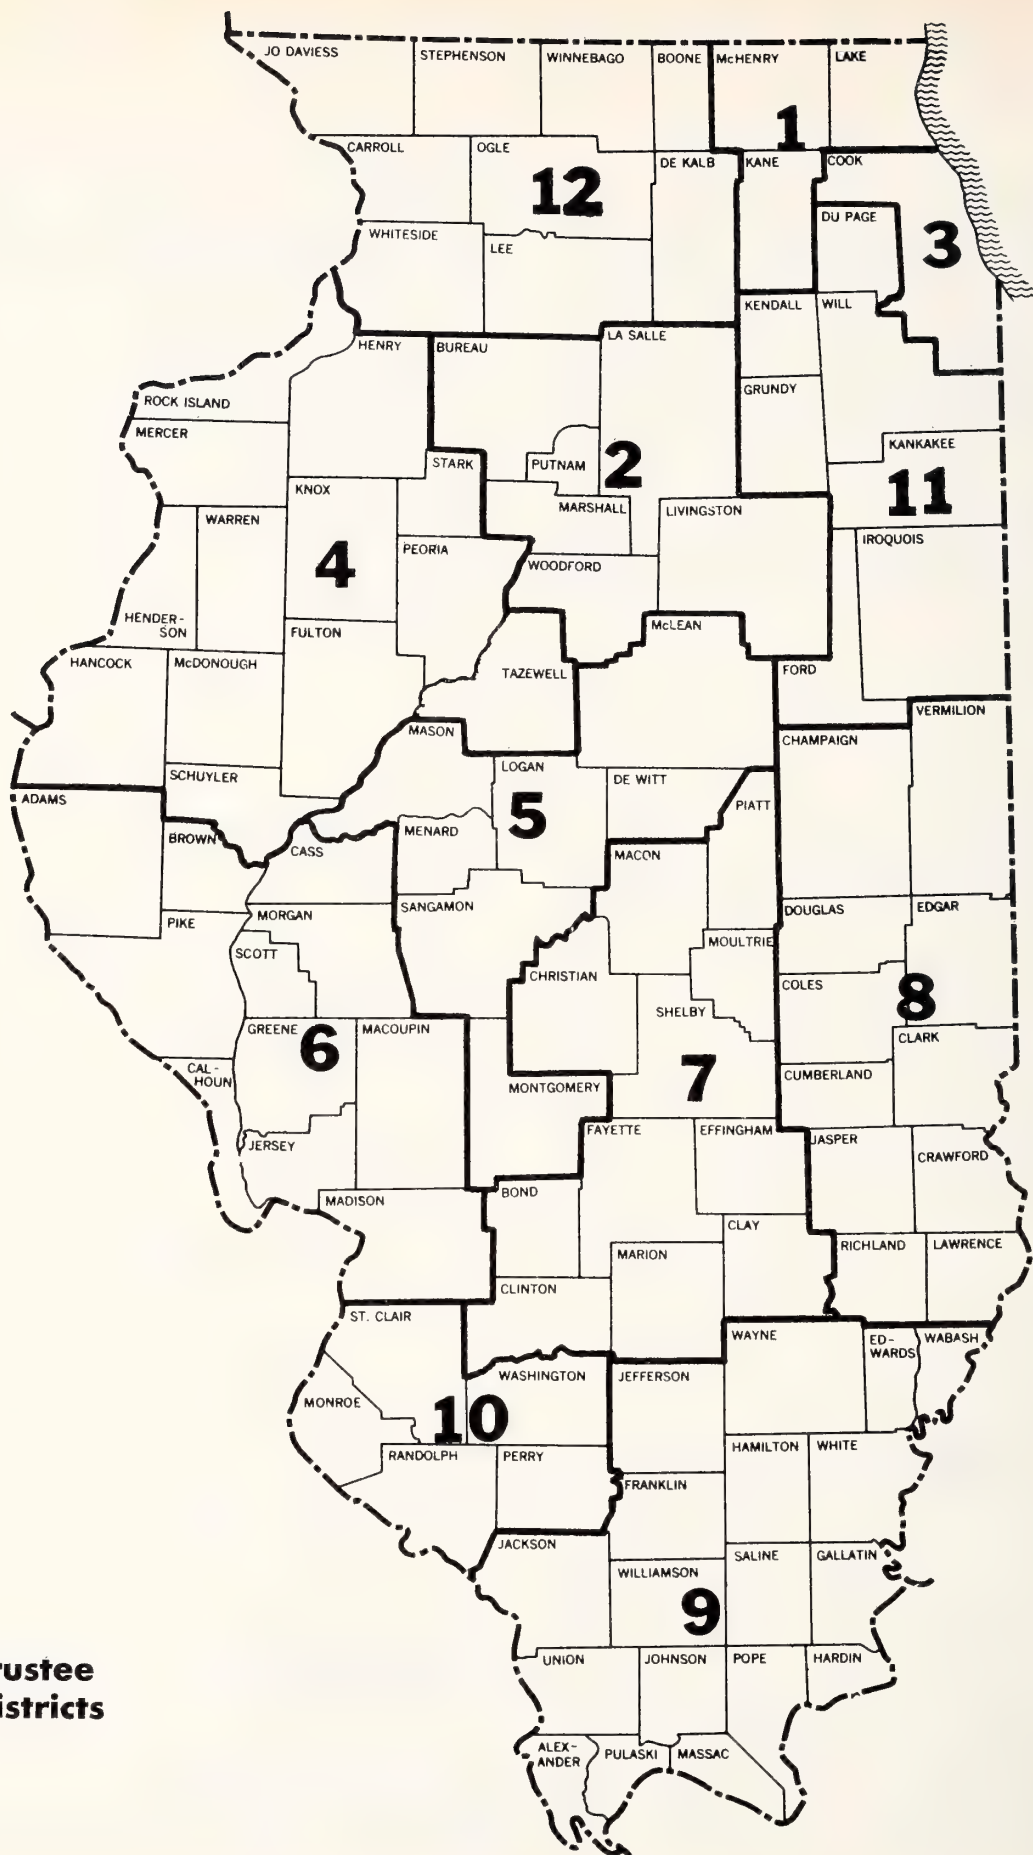 JO DAVIESS
STEPHENSON
WINNEBAGO
BOONE
McHENRY
LAKE
1
CARROLL
OGLE
DE KALB
KANE
COOK
12
DU PAGE
3
WHITESIDE
LEE
KENDALL
WILL
HENRY
BUREAU
LA SALLE
GRUNDY
ROCK ISLAND
MERCER
KANKAKEE
STARK
PUTNAM
2
11
KNOX
MARSHALL
LIVINGSTON
WARREN
IROQUOIS
PEORIA
4
WOODFORD
HENDER-
SON
FULTON
McLEAN
HANCOCK
McDONOUGH
TAZEWELL
FORD
VERMILION
MASON
CHAMPAIGN
LOGAN
SCHUYLER
DE WITT
ADAMS
PIATT
5
MENARD
BROWN
CASS
MACON
SANGAMON
DOUGLAS
EDGAR
PIKE
MORGAN
MOULTRIE
SCOTT
CHRISTIAN
COLES
8
SHELBY
GREENE
MACOUPIN
CLARK
6
CAL-
HOUN
CUMBERLAND
7
MONTGOMERY
FAYETTE
EFFINGHAM
JASPER
JERSEY
CRAWFORD
BOND
MADISON
CLAY
RICHLAND
LAWRENCE
MARION
CLINTON
ST. CLAIR
WAYNE
ED-
WARDS
WABASH
WASHINGTON
JEFFERSON
MONROE
10
HAMILTON
WHITE
RANDOLPH
PERRY
FRANKLIN
JACKSON
SALINE
GALLATIN
WILLIAMSON
9
UNION
JOHNSON
POPE
HARDIN
rustee
istricts
ALEX-
ANDER
PULASKI
MASSAC